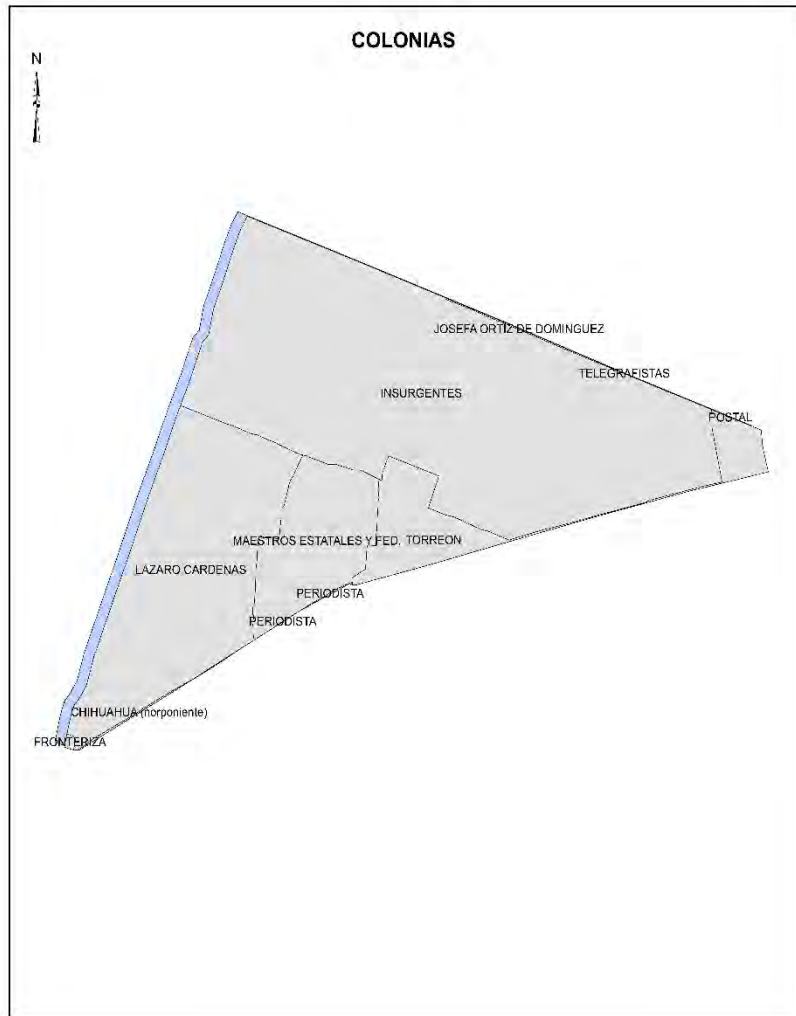 COLONIAS
N
JOSEFA ORTIZ DE DOMINGUEZ
TELEGRAFISTAS
INSURGENTES
POSTAL
MAESTROS ESTATALES Y FED.
TORREON
LAZARO CARDENAS
PERIODISTA
PERIODISTA
CHIHUAHUA (norponiente)
FRONTERIZA